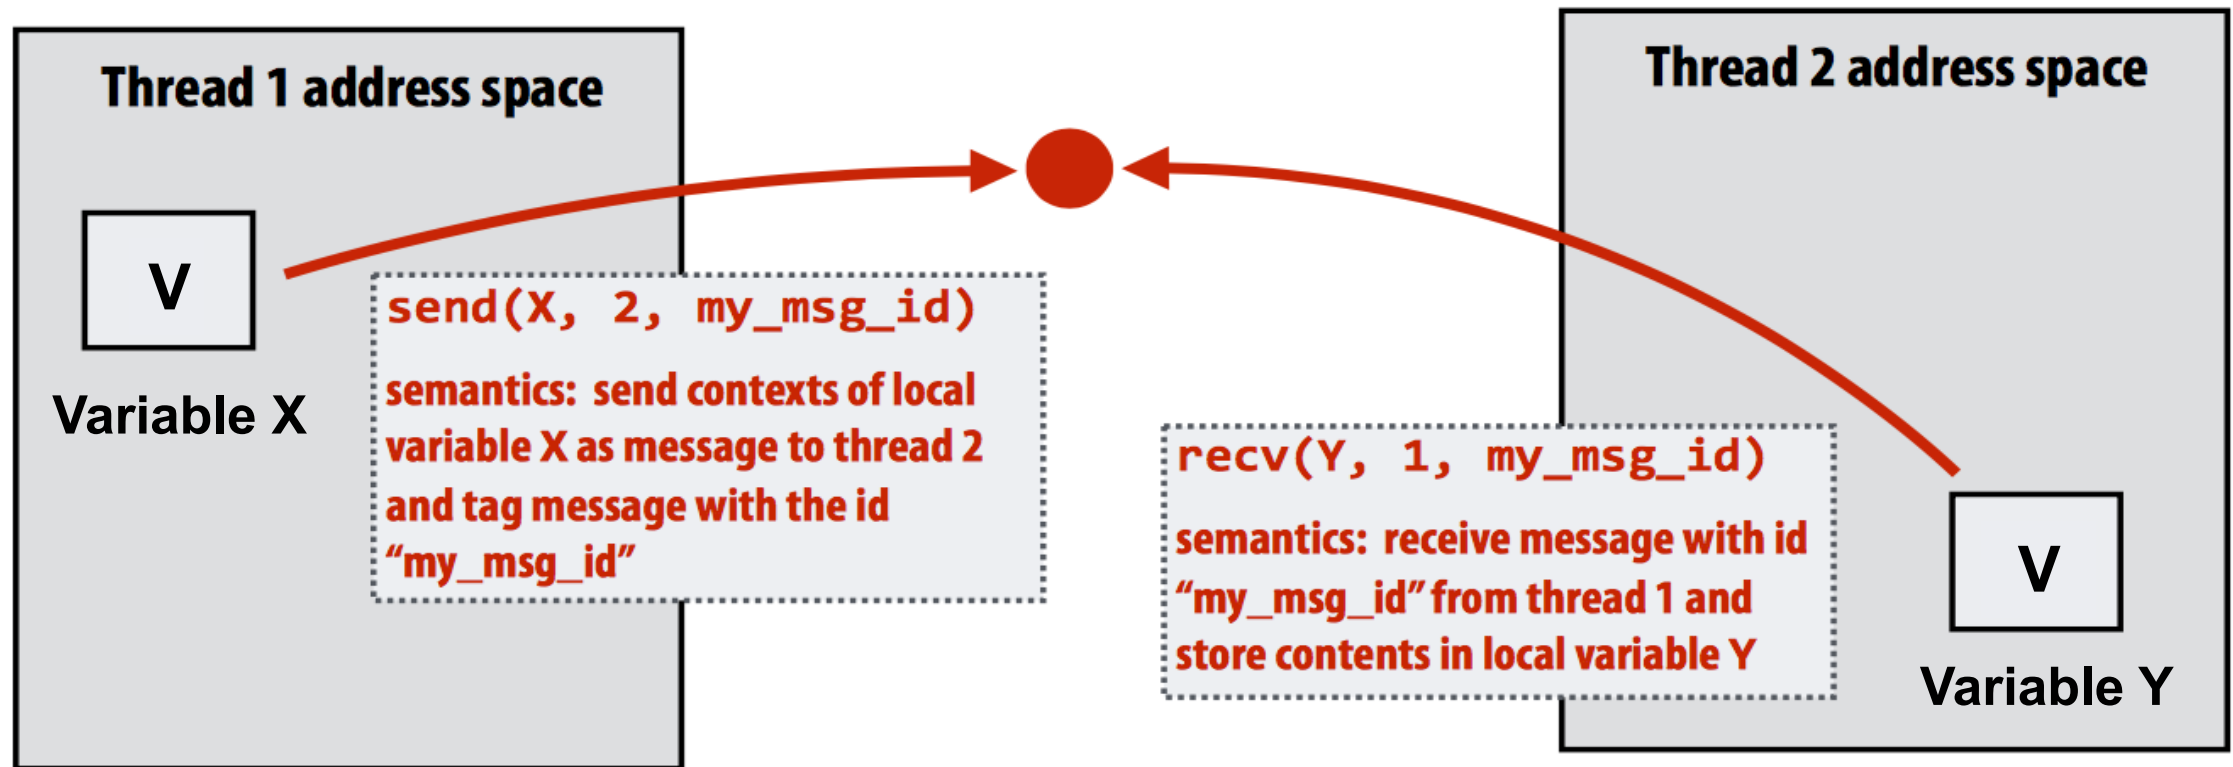 Thread 1 address space
V
Variable X
send(X, 2, my_msg_id)
semantics: send contexts of local
variable X as message to thread 2
and tag message with the id
“my_msg_id”
recv(Y, 1, my_msg_id)
semantics: receive message with id
“my_msg_id” from thread 1 and
store contents in local variable Y
Thread 2 address space
V
Variable Y